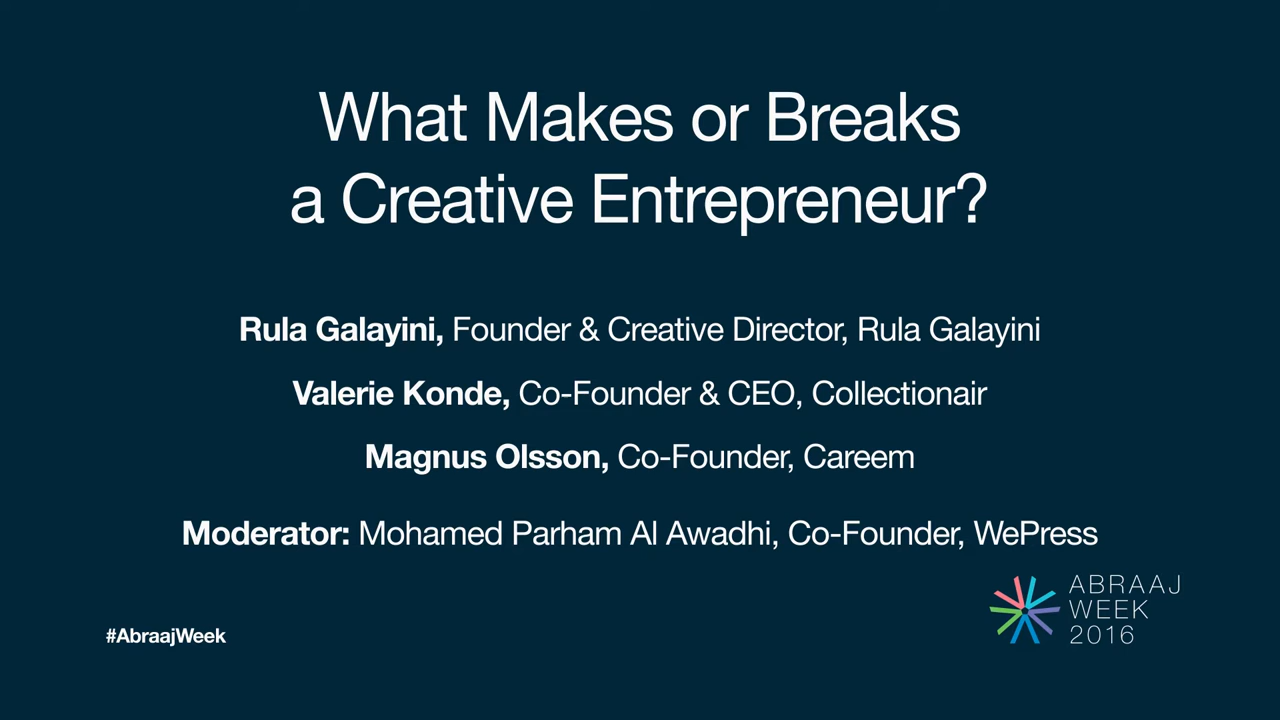 What Makes or Breaks
a Creative Entrepreneur?
Rula Galayini, Founder & Creative Director, Rula Galayini
Valerie Konde, Co-Founder & CEO, Collectionair
Magnus Olsson, Co-Founder, Careem
Moderator: Mohamed Parham Al Awadhi, Co-Founder, WePress
#AbraajWeek
ABRAAJ
WEEK
2016